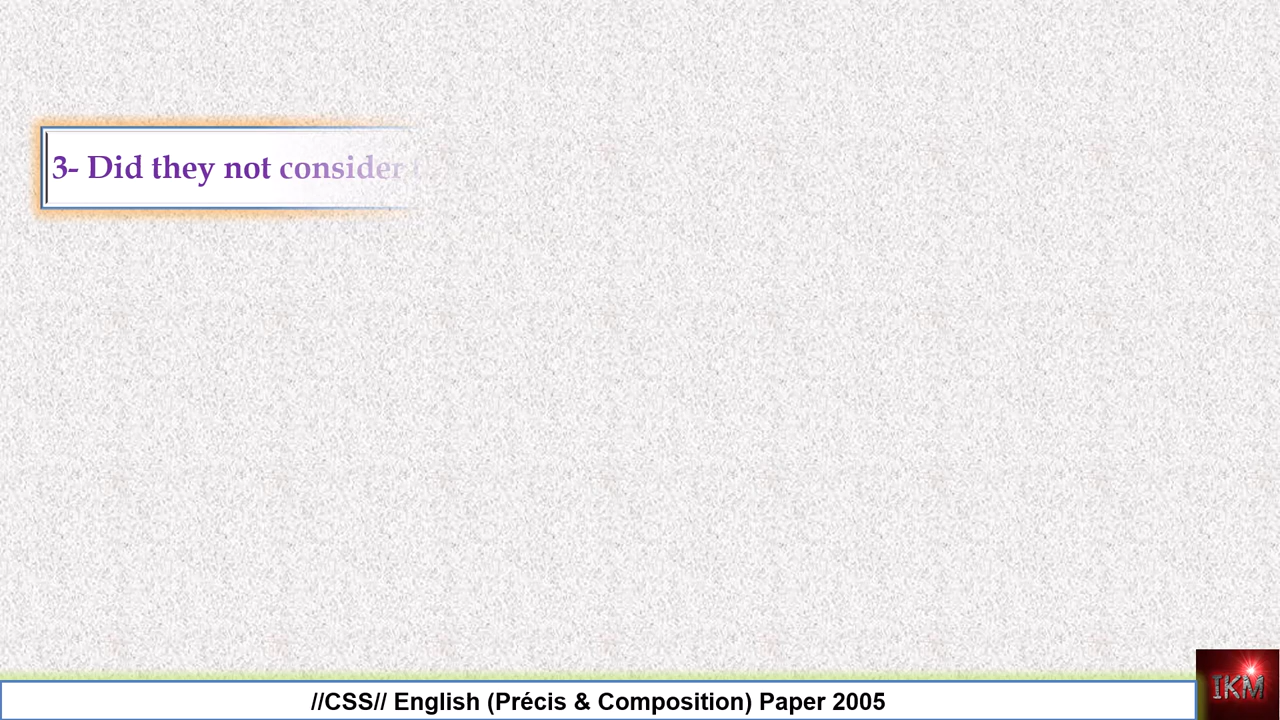 3- Did they not consider
//CSS// English (Précis & Composition) Paper 2005
IKM